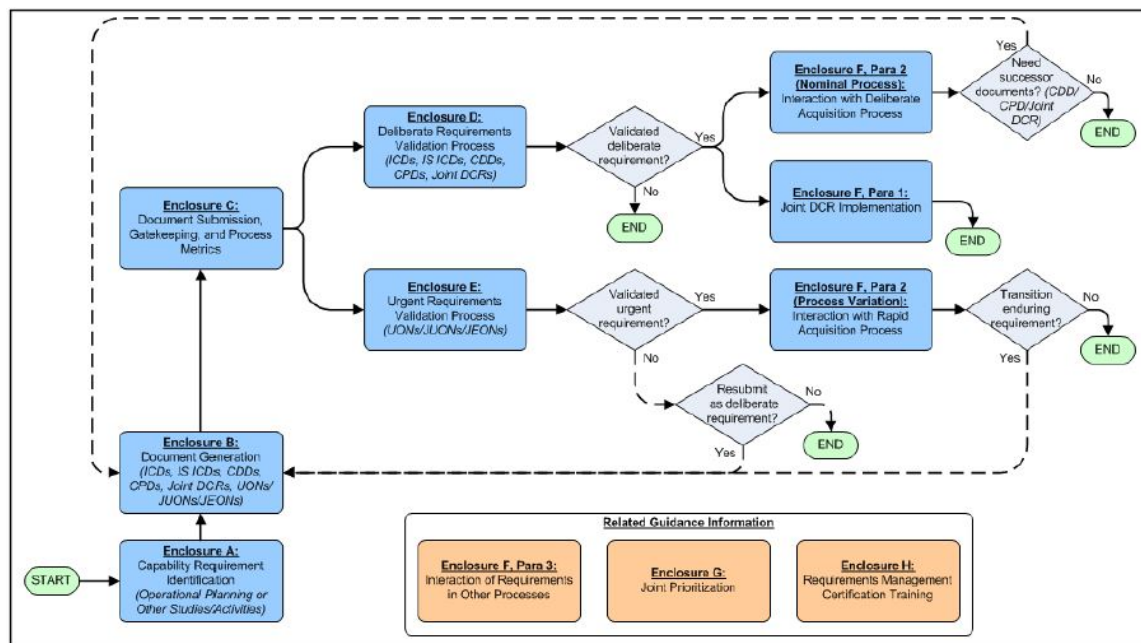 Yes
Need
successor
documents? (CDD/
CPD/Joint
DCR)
No
END
Enclosure F, Para 2
(Nominal Process):
Interaction with Deliberate
Acquisition Process
Enclosure D:
Deliberate Requirements
Validation Process
(ICDs, IS ICDs, CDDs,
CPDs, Joint DCRs)
Validated
deliberate
requirement?
Yes
No
END
Enclosure F, Para 1:
Joint DCR Implementation
END
Enclosure C:
Document Submission,
Gatekeeping, and Process
Metrics
Enclosure E:
Urgent Requirements
Validation Process
(UONs/JUONs/JEONs)
Validated
urgent
requirement?
Yes
No
Enclosure F, Para 2
(Process Variation):
Interaction with Rapid
Acquisition Process
Transition
enduring
requirement?
No
END
Yes
Resubmit
as deliberate
requirement?
No
END
Yes
Enclosure B:
Document Generation
(ICDs, IS ICDs, CDDs,
CPDs, Joint DCRs, UONs/
JUONs/JEONs)
Enclosure A:
Capability Requirement
Identification
(Operational Planning or
Other Studies/Activities)
START
Related Guidance Information
Enclosure F, Para 3:
Interaction of Requirements
in Other Processes
Enclosure G:
Joint Prioritization
Enclosure H:
Requirements Management
Certification Training